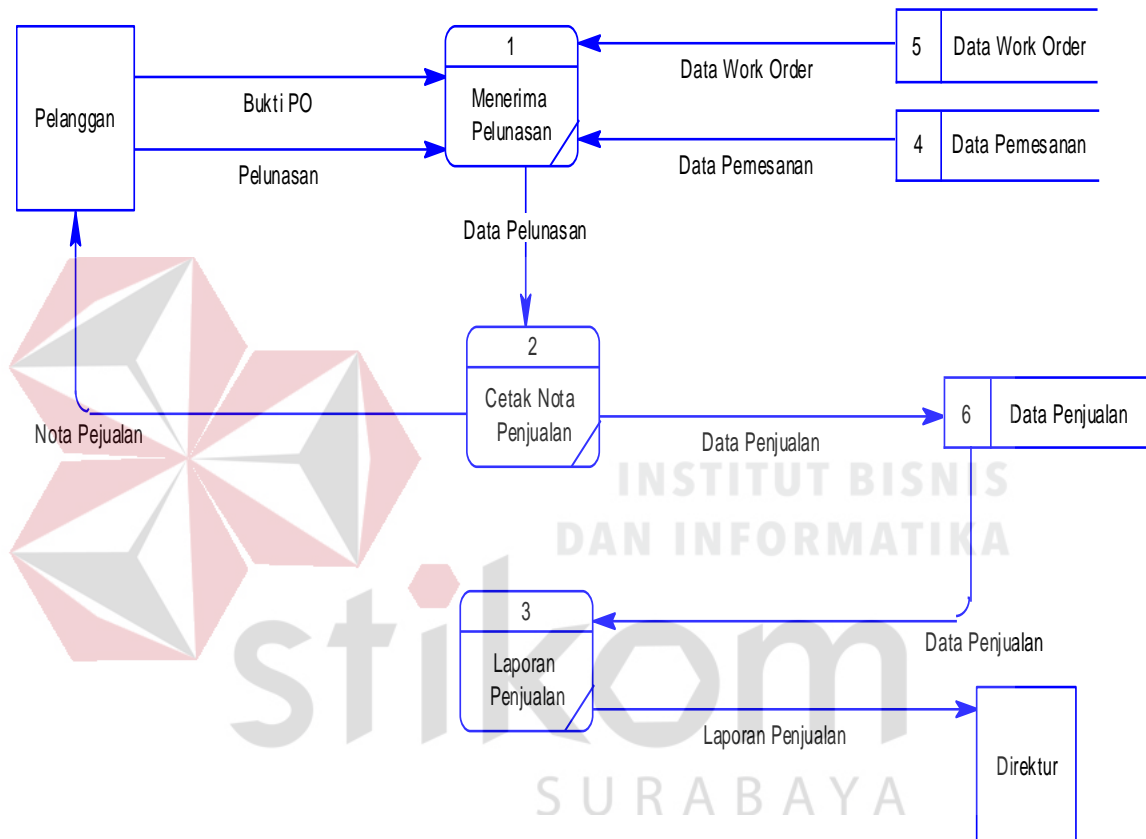 Pelanggan
Bukti PO
Pelunasan
1
Menerima
Pelunasan
Data Work Order
5
Data Work Order
Data Pemesanan
4
Data Pemesanan
Data Pelunasan
2
Cetak Nota
Penjualan
Nota Pejualan
Data Penjualan
6
Data Penjualan
INSTITUT BISNIS
DAN INFORMATIKA
stikom
SURABAYA
3
Laporan
Penjualan
Data Penjualan
Laporan Penjualan
Direktur